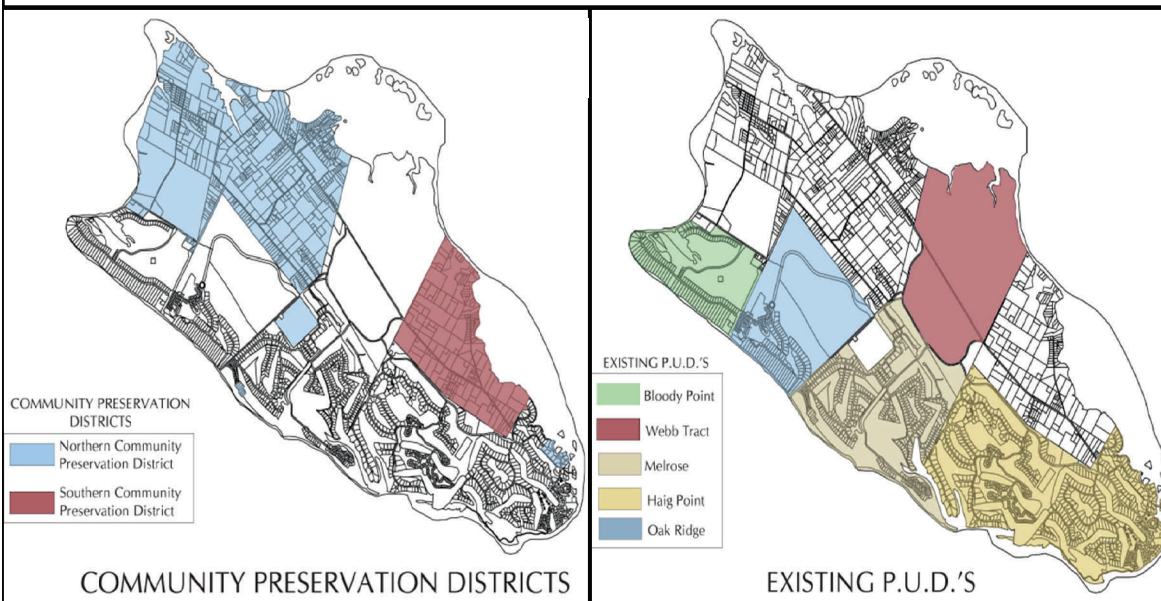 COMMUNITY PRESERVATION
DISTRICTS
Northern Community
Preservation District
Southern Community
Preservation District
COMMUNITY PRESERVATION DISTRICTS
EXISTING P.U.D.'S
Bloody Point
Webb Tract
Melrose
Haig Point
Oak Ridge
EXISTING P.U.D.'S